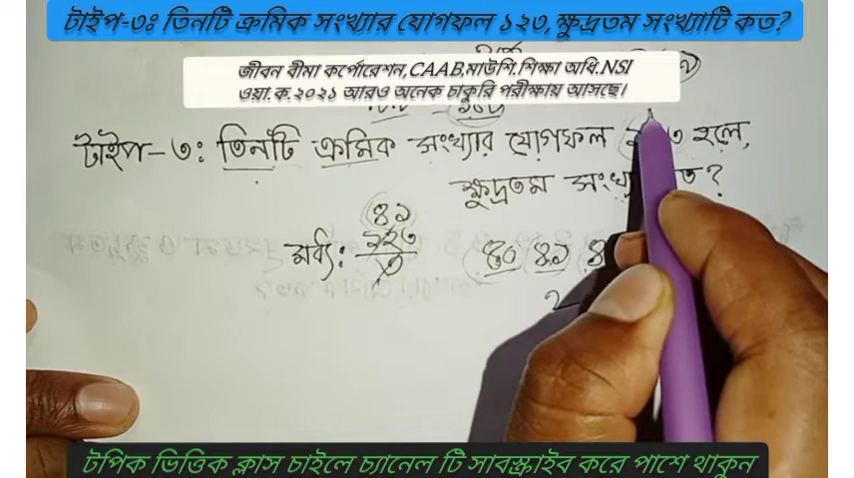 টাইপ-৩ঃ তিনটি ক্রমিক সংখ্যার যোগফল ১২৩,ক্ষুদ্রতম সংখ্যাটি কত?
জীবন বীমা কর্পোরেশন,CAAB,মাউশি,শিক্ষা অধি.NSI
ওয়া.ক.২০২১ আরও অনেক চাকুরি পরীক্ষায় আসছে।
টাইপ-৩ঃ তিনটি ক্রমিক সংখ্যার যোগফল হলে,
ক্ষুদ্রতম
৪১
মধ্য: ১২৩ ৪০ ৪১ ৪
৩
টপিক ভিত্তিক ক্লাস চাইলে চ্যানেল টি সাবস্ক্রাইব করে পাশে থাকুন